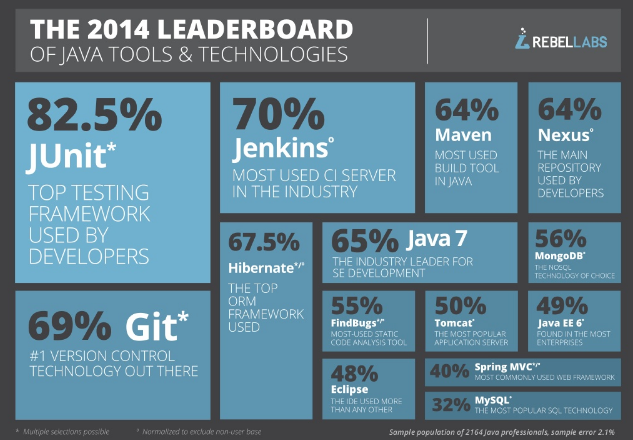 THE 2014 LEADERBOARD
OF JAVA TOOLS & TECHNOLOGIES
REBELLABS
82.5%
JUnit*
TOP TESTING
FRAMEWORK
USED BY
DEVELOPERS
70%
Jenkins°
MOST USED CI SERVER
IN THE INDUSTRY
64%
Maven
MOST USED
BUILD TOOL
IN JAVA
64%
Nexus°
THE MAIN
REPOSITORY
USED BY
DEVELOPERS
67.5%
Hibernate*/°
THE TOP
ORM
FRAMEWORK
USED
65% Java 7
THE INDUSTRY LEADER FOR
SE DEVELOPMENT
56%
MongoDB°
THE NOSQL
TECHNOLOGY OF CHOICE
69% Git*
#1 VERSION CONTROL
TECHNOLOGY OUT THERE
55%
FindBugs*/°
MOST-USED STATIC
CODE ANALYSIS TOOL
50%
Tomcat*
THE MOST POPULAR
APPLICATION SERVER
49%
Java EE 6°
FOUND IN THE MOST
ENTERPRISES
48%
Eclipse
THE IDE USED MORE
THAN ANY OTHER
40% Spring MVC*/°
MOST COMMONLY USED WEB FRAMEWORK
32% MySQL*
THE MOST POPULAR SQL TECHNOLOGY
* Multiple selections possible
° Normalized to exclude non-user base
Sample population of 2164 Java professionals, sample error 2.1%